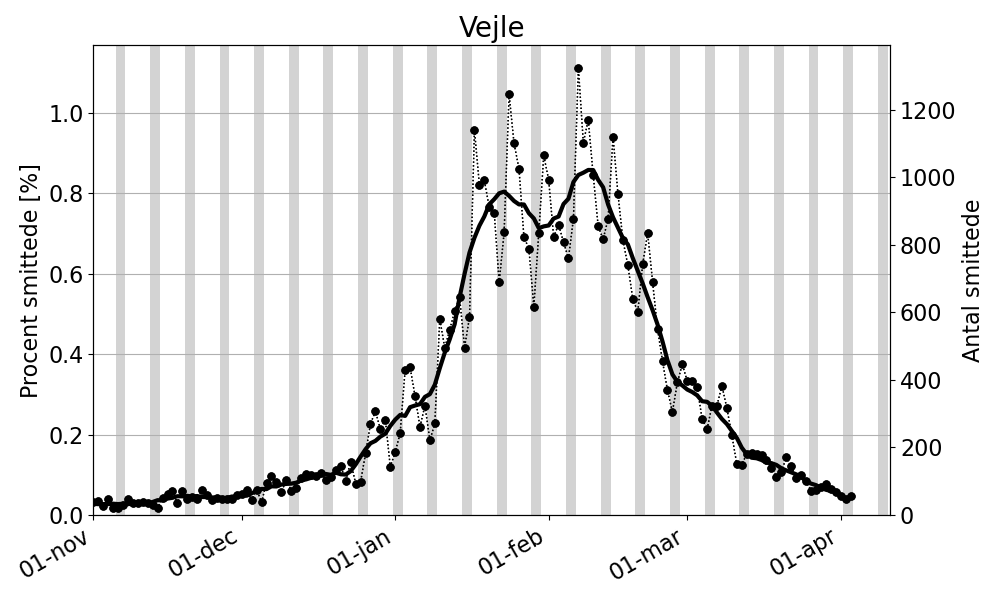 Vejle
Procent smittede [%]
1.0
0.8
0.6
0.4
0.2
0.0
1200
1000
800
600
400
200
0
Antal smittede
01-nov
01-dec
01-jan
01-feb
01-mar
01-apr